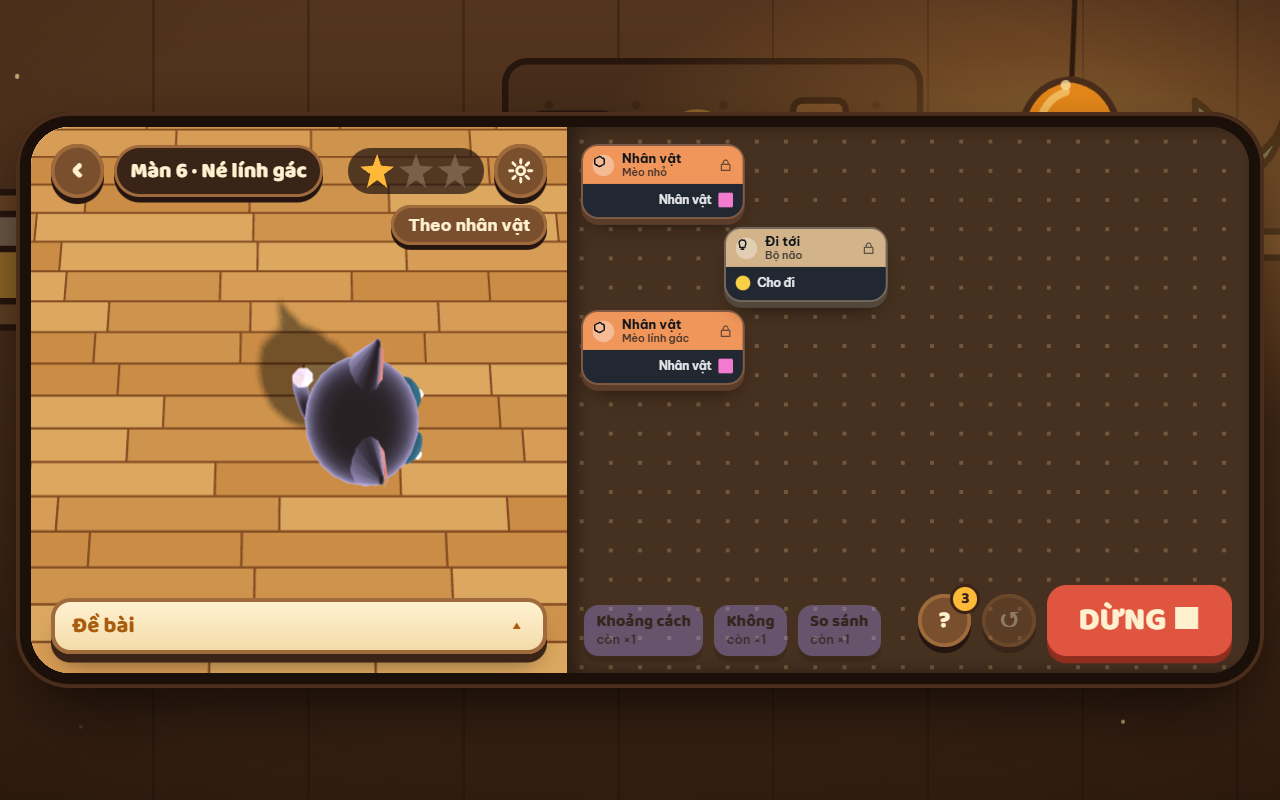 Màn 6 · Né lính gác
Theo nhân vật
Đề bài
Nhân vật
Mèo nhỏ
Nhân vật
Đi tới
Bộ não
Cho đi
Nhân vật
Mèo lính gác
Nhân vật
Khoảng cách
còn ×1
Không
còn ×1
So sánh
còn ×1
?
3
DỪNG